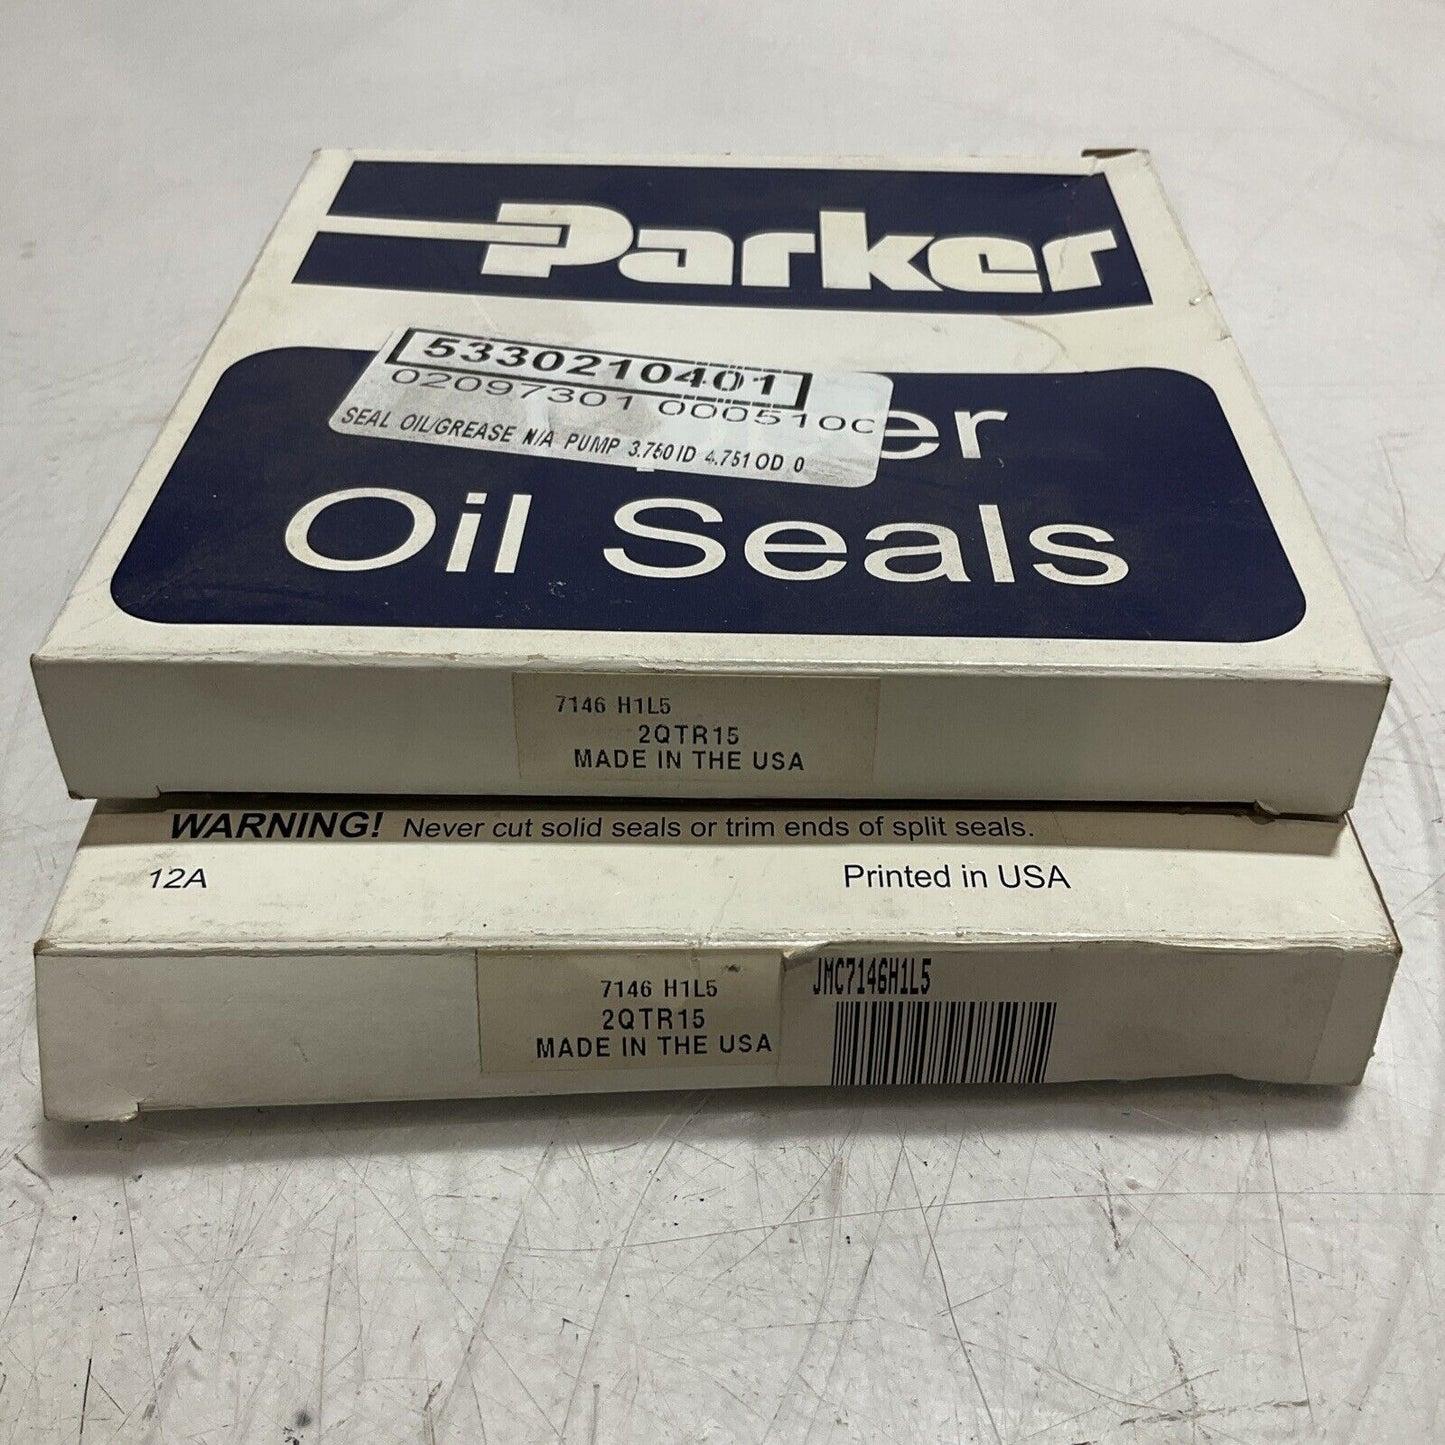 Parker
5330210401
02097301 000510C
SEAL OIL/GREASE N/A PUMP 3.750 ID 4.751 OD 0
Oil Seals
7146 H1L5
2QTR15
MADE IN THE USA
WARNING! Never cut solid seals or trim ends of split seals.
12A Printed in USA
7146 H1L5
2QTR15
MADE IN THE USA
JMC7146H1L5